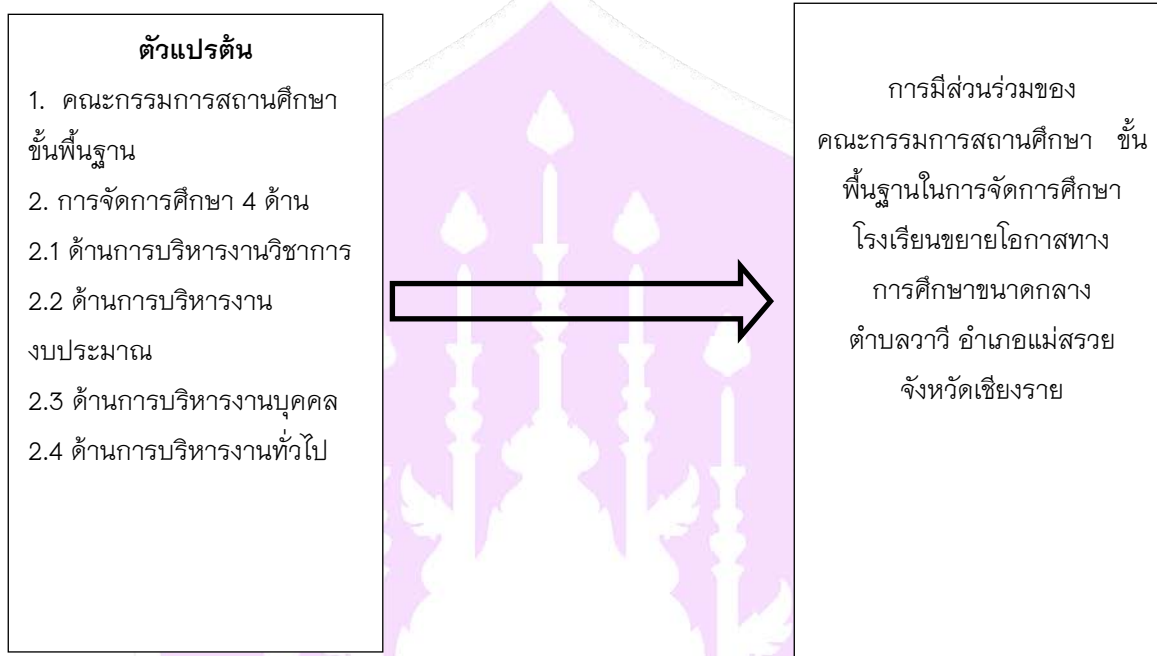 ตัวแปรต้น
1. คณะกรรมการสถานศึกษา
ขั้นพื้นฐาน
2. การจัดการศึกษา 4 ด้าน
2.1 ด้านการบริหารงานวิชาการ
2.2 ด้านการบริหารงาน
งบประมาณ
2.3 ด้านการบริหารงานบุคคล
2.4 ด้านการบริหารงานทั่วไป
การมีส่วนร่วมของ
คณะกรรมการสถานศึกษา ขั้น
พื้นฐานในการจัดการศึกษา
โรงเรียนขยายโอกาสทาง
การศึกษาขนาดกลาง
ตำบลวาวี อำเภอแม่สรวย
จังหวัดเชียงราย